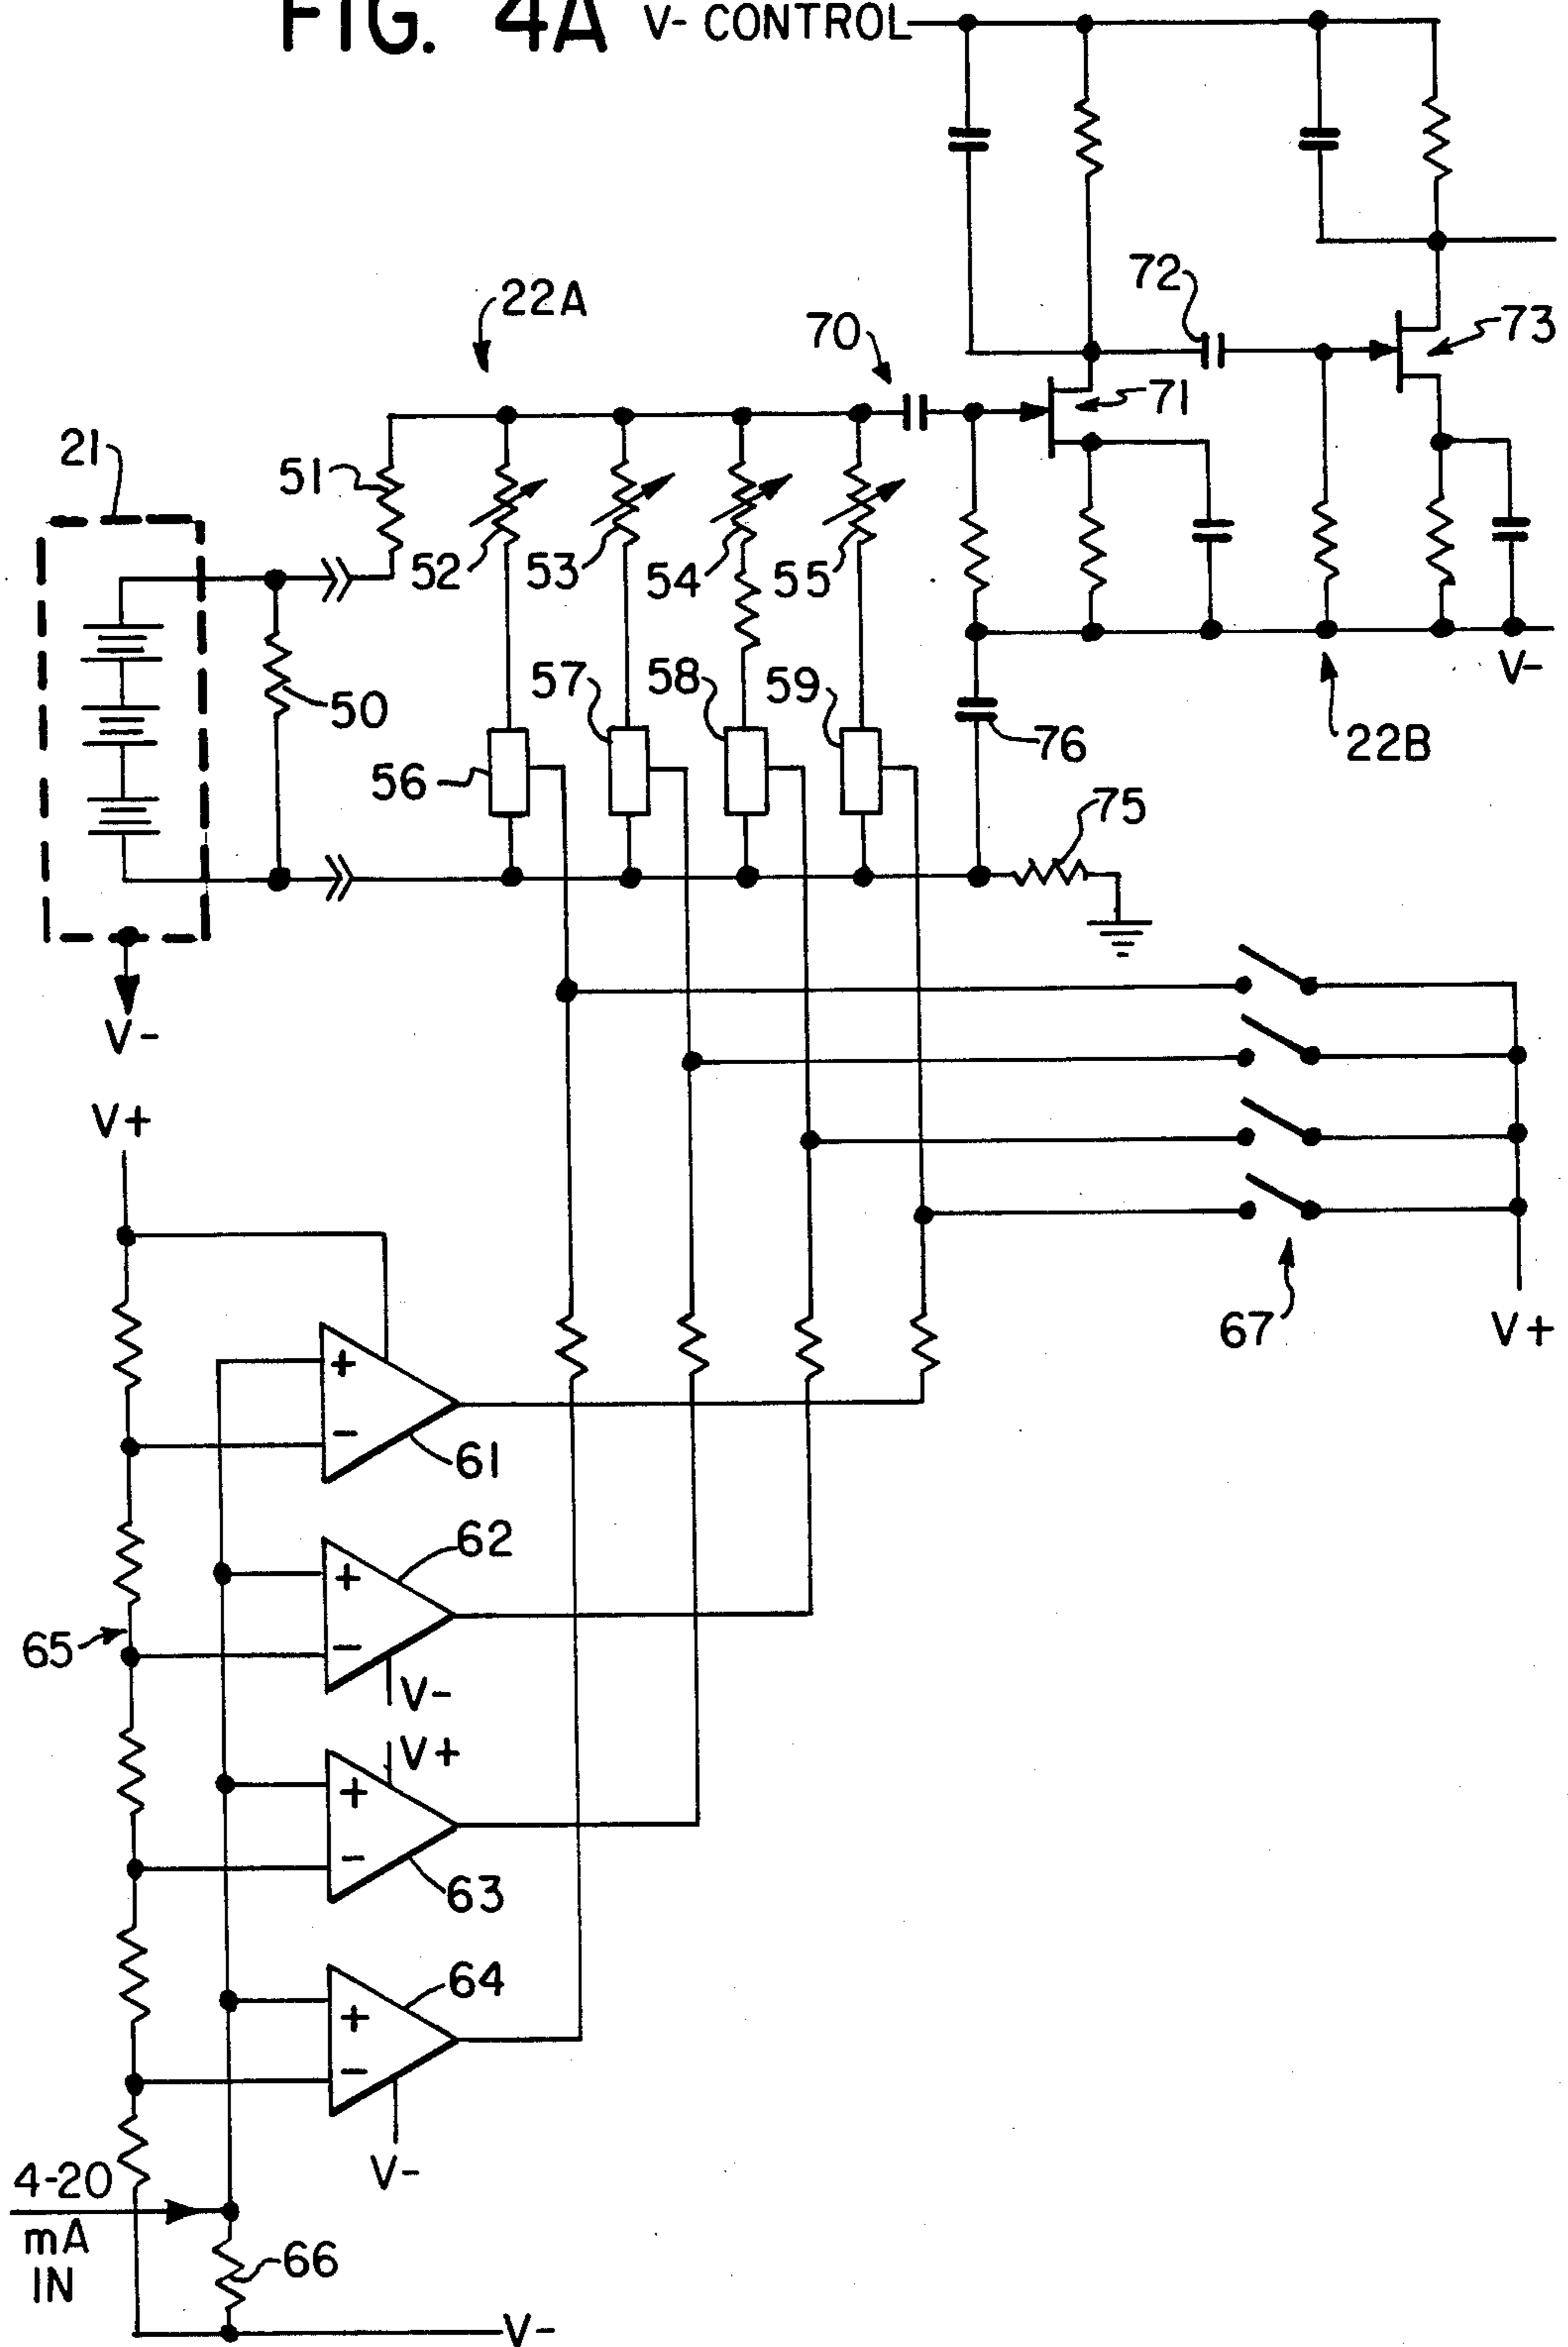 FIG. 4A
V- CONTROL
22A
72
70
73
71
21
51
52
53
54
55
50
57
58
59
V-
56
76
22B
75
V-
V+
67
V+
+
-
61
62
+
-
65
V-
V+
+
-
63
64
+
-
V-
4-20
mA
IN
66
V-